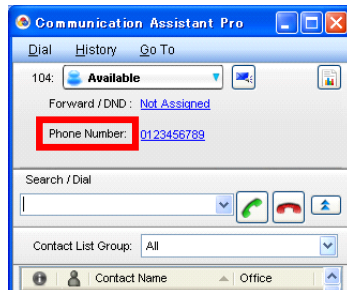 Communication Assistant Pro
Dial History Go To
104: Available
Forward / DND : Not Assigned
Phone Number: 0123456789
Search / Dial
Contact List Group: All
Contact Name Office